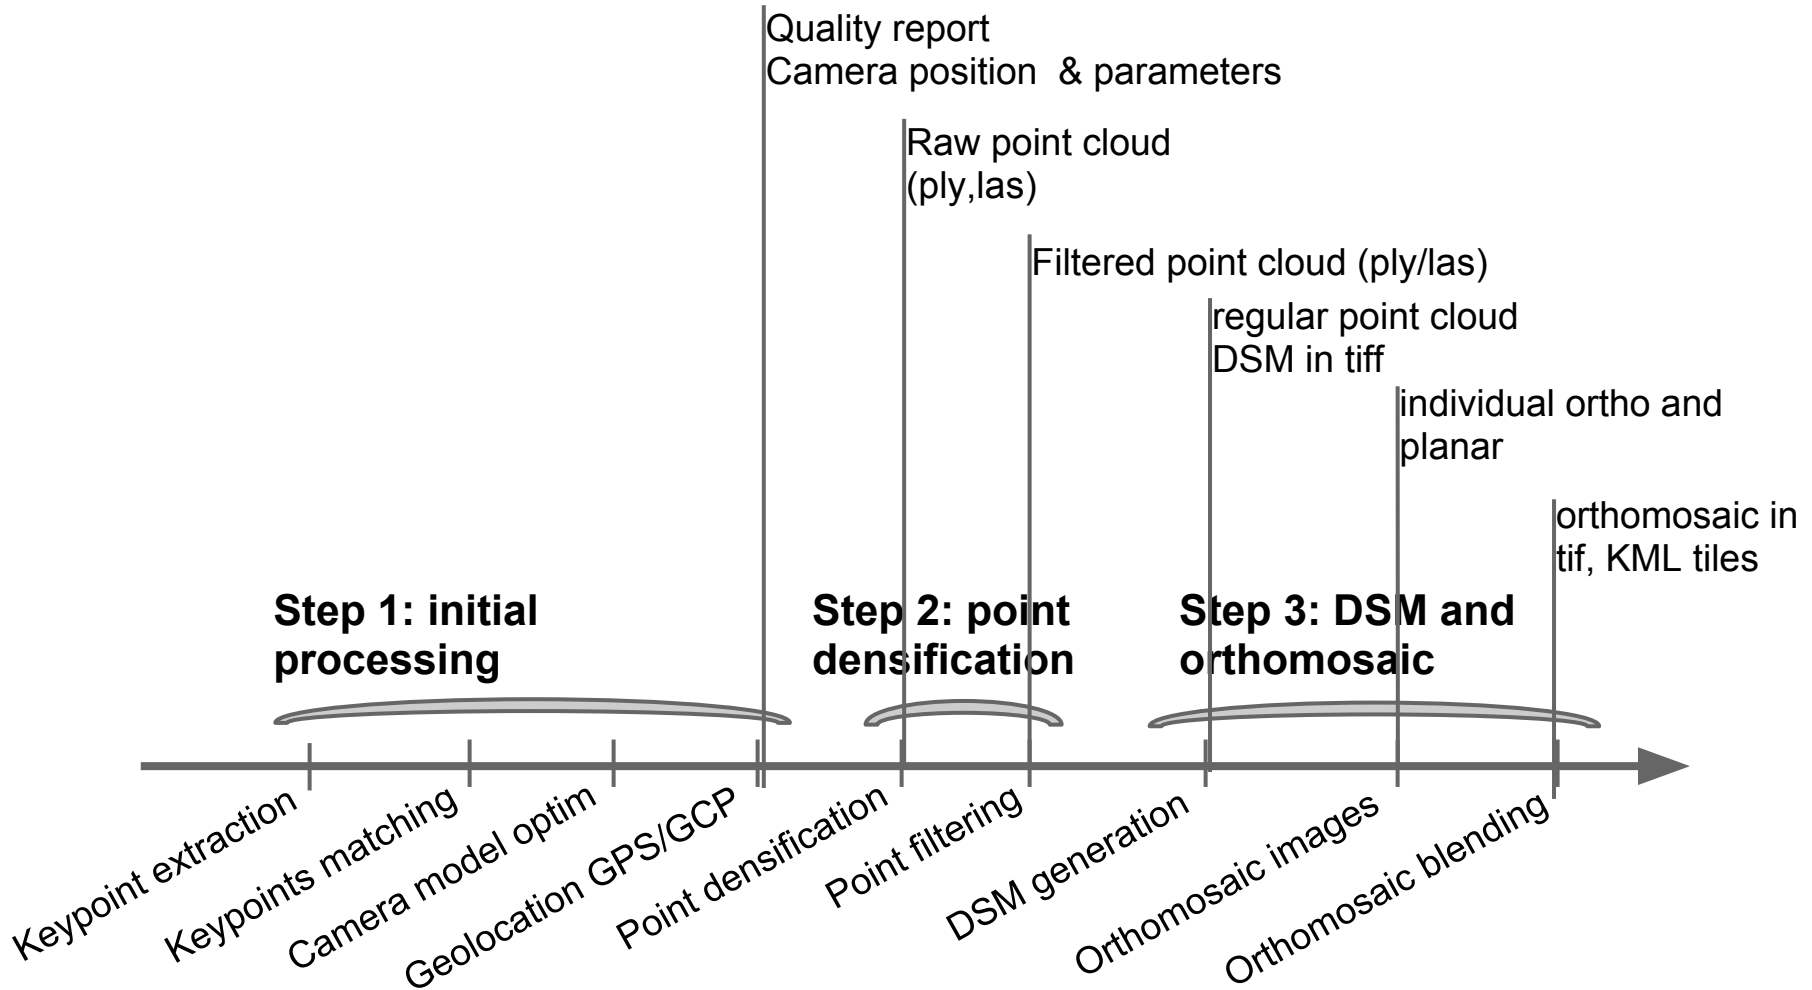 Quality report
Camera position & parameters
Raw point cloud
(ply,las)
Filtered point cloud (ply/las)
regular point cloud
DSM in tiff
individual ortho and
planar
orthomosaic in
tif, KML tiles
Step 1: initial
processing
Step 2: point
densification
Step 3: DSM and
orthomosaic
Keypoint extraction
Keypoints matching
Camera model optim
Geolocation GPS/GCP
Point densification
Point filtering
DSM generation
Orthomosaic images
Orthomosaic blending